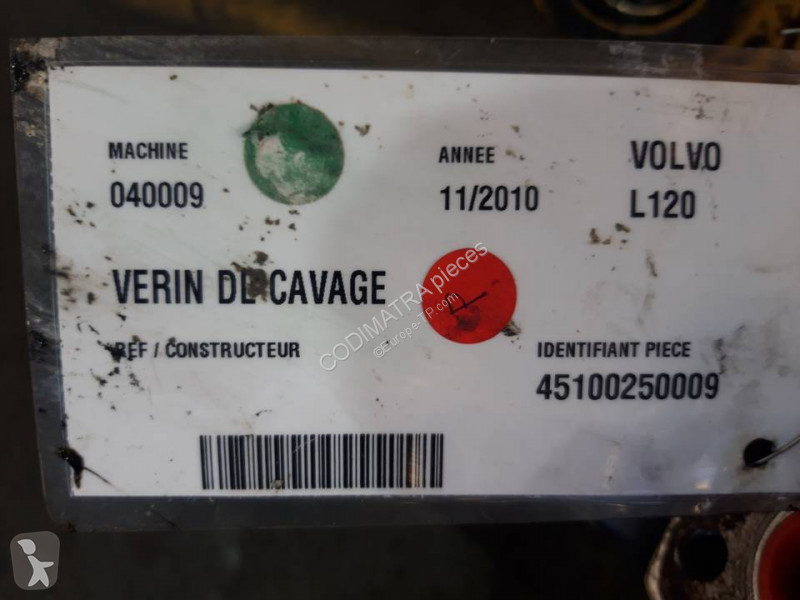 MACHINE
040009
ANNEE
11/2010
VOLVO
L120
VERIN DE CAVAGE
REF / CONSTRUCTEUR
IDENTIFIANT PIECE
45100250009
CODIMATRA pieces
©Europe-TP.com